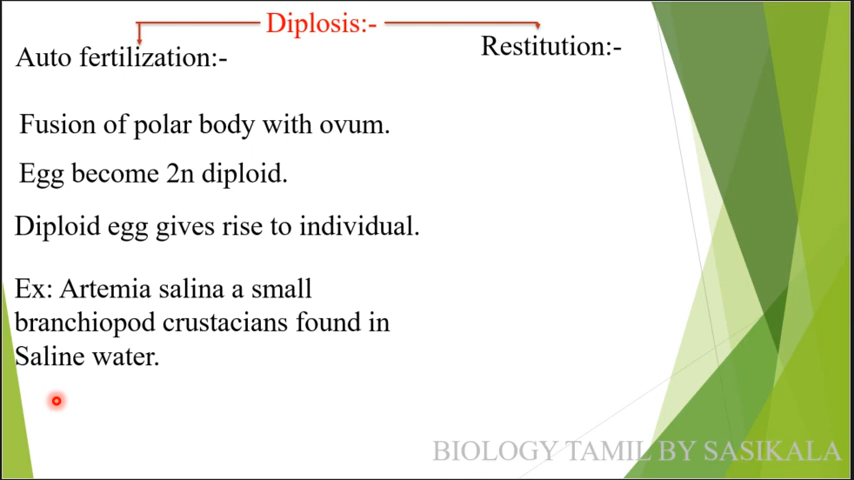 Diplosis:-
Auto fertilization:-
Restitution:-
Fusion of polar body with ovum.
Egg become 2n diploid.
Diploid egg gives rise to individual.
Ex: Artemia salina a small
branchiopod crustacians found in
Saline water.
BIOLOGY TAMIL BY SASIKALA